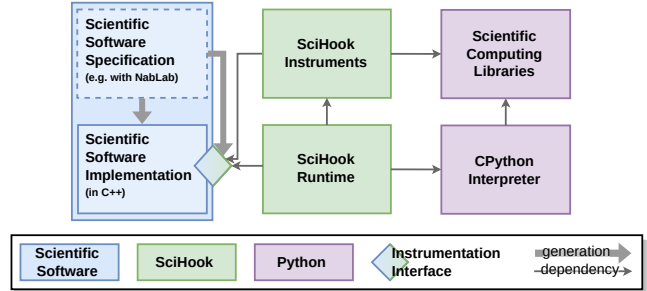 Scientific
Software
Specification
(e.g. with NabLab)
SciHook
Instruments
Scientific
Computing
Libraries
Scientific
Software
Implementation
(in C++)
SciHook
Runtime
CPython
Interpreter
Scientific
Software
SciHook
Python
Instrumentation
Interface
generation
dependency